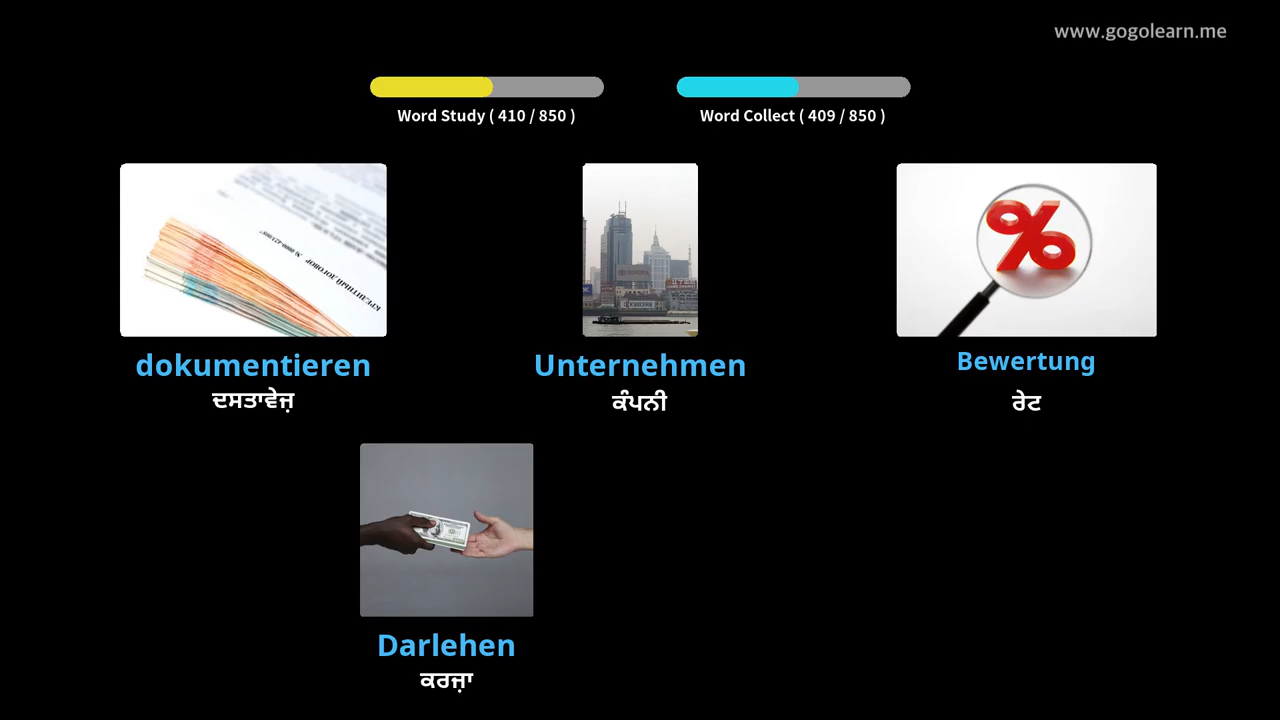 www.gogolearn.me
Word Study ( 410 / 850 )
Word Collect ( 409 / 850 )
dokumentieren
ਦਸਤਾਵੇਜ਼
Unternehmen
ਕੰਪਨੀ
Bewertung
ਰੇਟ
Darlehen
ਕਰਜ਼ਾ